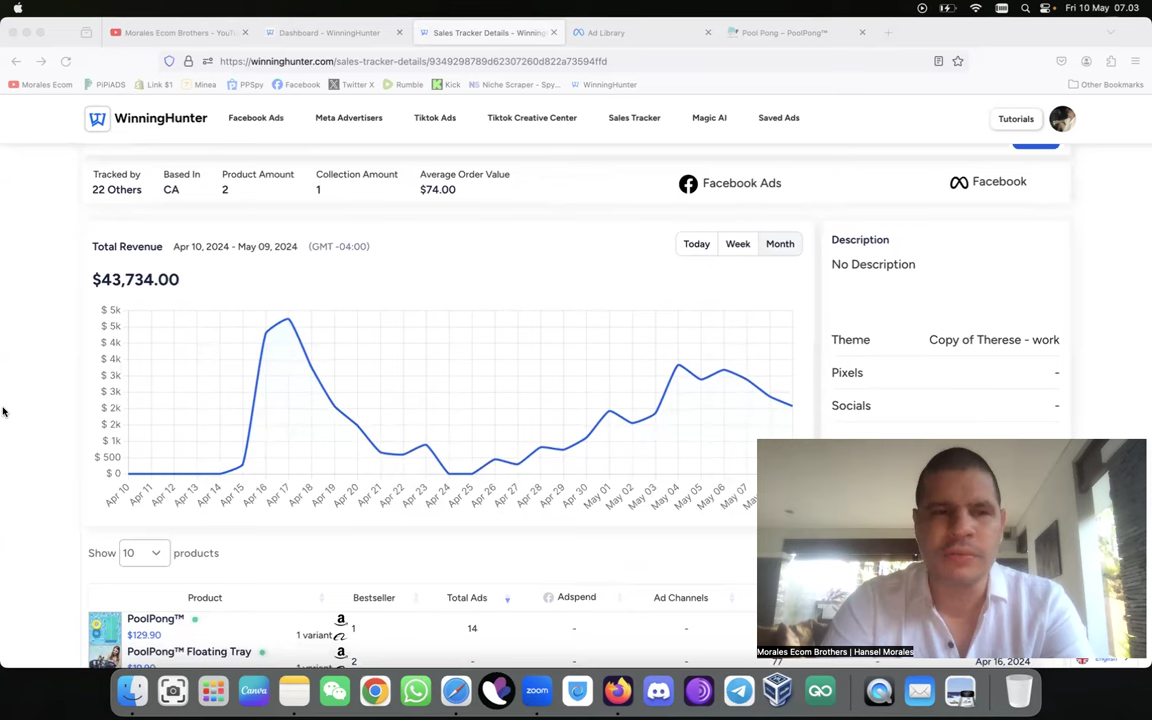 Fri 10 May 07.03
Morales Ecom Brothers - YouTu
Dashboard - WinningHunter
Sales Tracker Details - Winning
Ad Library
Pool Pong – PoolPong™
https://winninghunter.com/sales-tracker-details/9349298789d62307260d822a73594ffd
Morales Ecom
PiPiADS
Link $1
Minea
PPSpy
Facebook
Twitter X
Rumble
Kick
Niche Scraper - Spy...
WinningHunter
Other Bookmarks
WinningHunter
Facebook Ads
Meta Advertisers
Tiktok Ads
Tiktok Creative Center
Sales Tracker
Magic AI
Saved Ads
Tutorials
Tracked by
22 Others
Based In
CA
Product Amount
2
Collection Amount
1
Average Order Value
$74.00
Facebook Ads
Facebook
Total Revenue
Apr 10, 2024 - May 09, 2024
(GMT -04:00)
Today
Week
Month
$43,734.00
$ 5k
$ 5k
$ 4k
$ 4k
$ 3k
$ 3k
$ 2k
$ 2k
$ 1k
$ 500
$ 0
Apr 10
Apr 11
Apr 12
Apr 13
Apr 14
Apr 15
Apr 16
Apr 17
Apr 18
Apr 19
Apr 20
Apr 21
Apr 22
Apr 23
Apr 24
Apr 25
Apr 26
Apr 27
Apr 28
Apr 29
Apr 30
May 01
May 02
May 03
May 04
May 05
May 06
May 07
Description
No Description
Theme
Copy of Therese - work
Pixels
-
Socials
-
Show 10 products
Product
Bestseller
Total Ads
Adspend
Ad Channels
PoolPong™
$129.90
1 variant
1
14
-
-
PoolPong™ Floating Tray
2
77
Apr 16, 2024
English
Morales Ecom Brothers | Hansel Morales
Canva
zoom